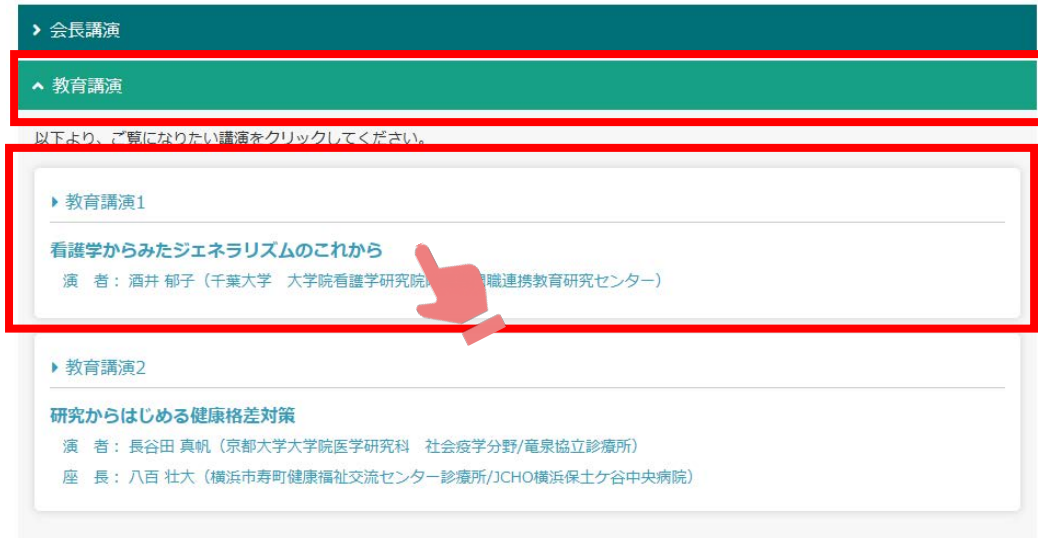 会長講演
教育講演
以下より、ご覧になりたい講演をクリックしてください。
教育講演1
看護学からみたジェネラリズムのこれから
演 者： 酒井 郁子（千葉大学 大学院看護学研究院 職連携教育研究センター）
教育講演2
研究からはじめる健康格差対策
演 者： 長谷田 真帆（京都大学大学院医学研究科 社会疫学分野/竜泉協立診療所）
座 長： 八百 壮大（横浜市寿町健康福祉交流センター診療所/JCHO横浜保土ケ谷中央病院）